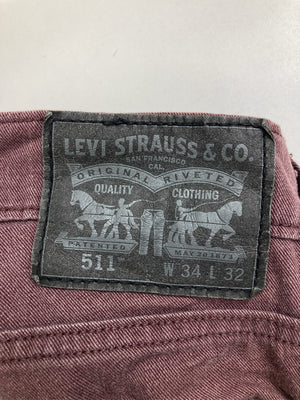 LEVI STRAUSS & CO.
SAN FRANCISCO
CAL.
ORIGINAL RIVETED
QUALITY CLOTHING
PATENTED MAY 20 1873
511 W 34 L 32